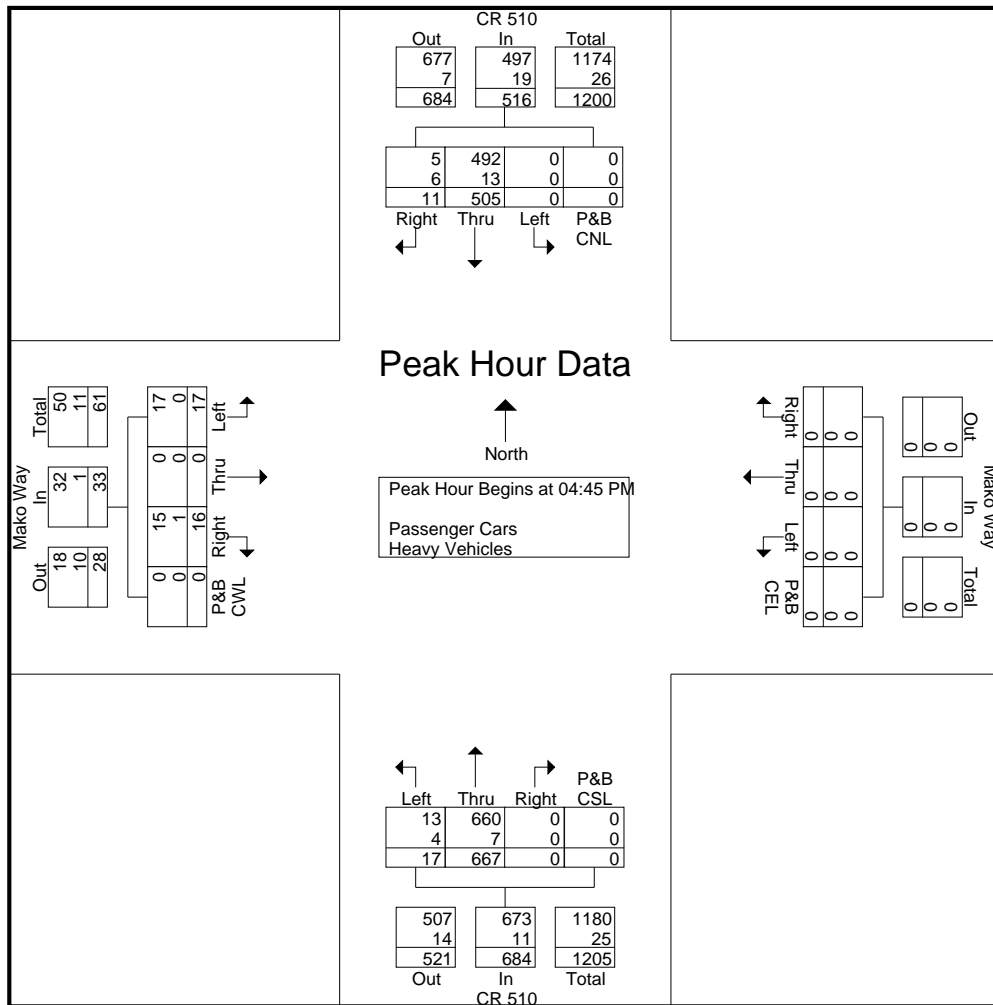 CR 510
Out In Total
677 497 1174
7 19 26
684 516 1200
5 492 0 0
6 13 0 0
11 505 0 0
Right Thru Left P&B
CNL
Peak Hour Data
North
Peak Hour Begins at 04:45 PM
Passenger Cars
Heavy Vehicles
Mako Way
Total In Out
50 32 18
11 1 10
61 33 28
17 0 15 0
0 0 1 0
17 0 16 0
Left Thru Right P&B
CWL
Mako Way
Out In Total
0 0 0
0 0 0
0 0 0
0 0 0 0
0 0 0 0
0 0 0 0
Right Thru Left P&B
CEL
P&B
Left Thru Right CSL
13 660 0 0
4 7 0 0
17 667 0 0
507 673 1180
14 11 25
521 684 1205
Out In Total
CR 510